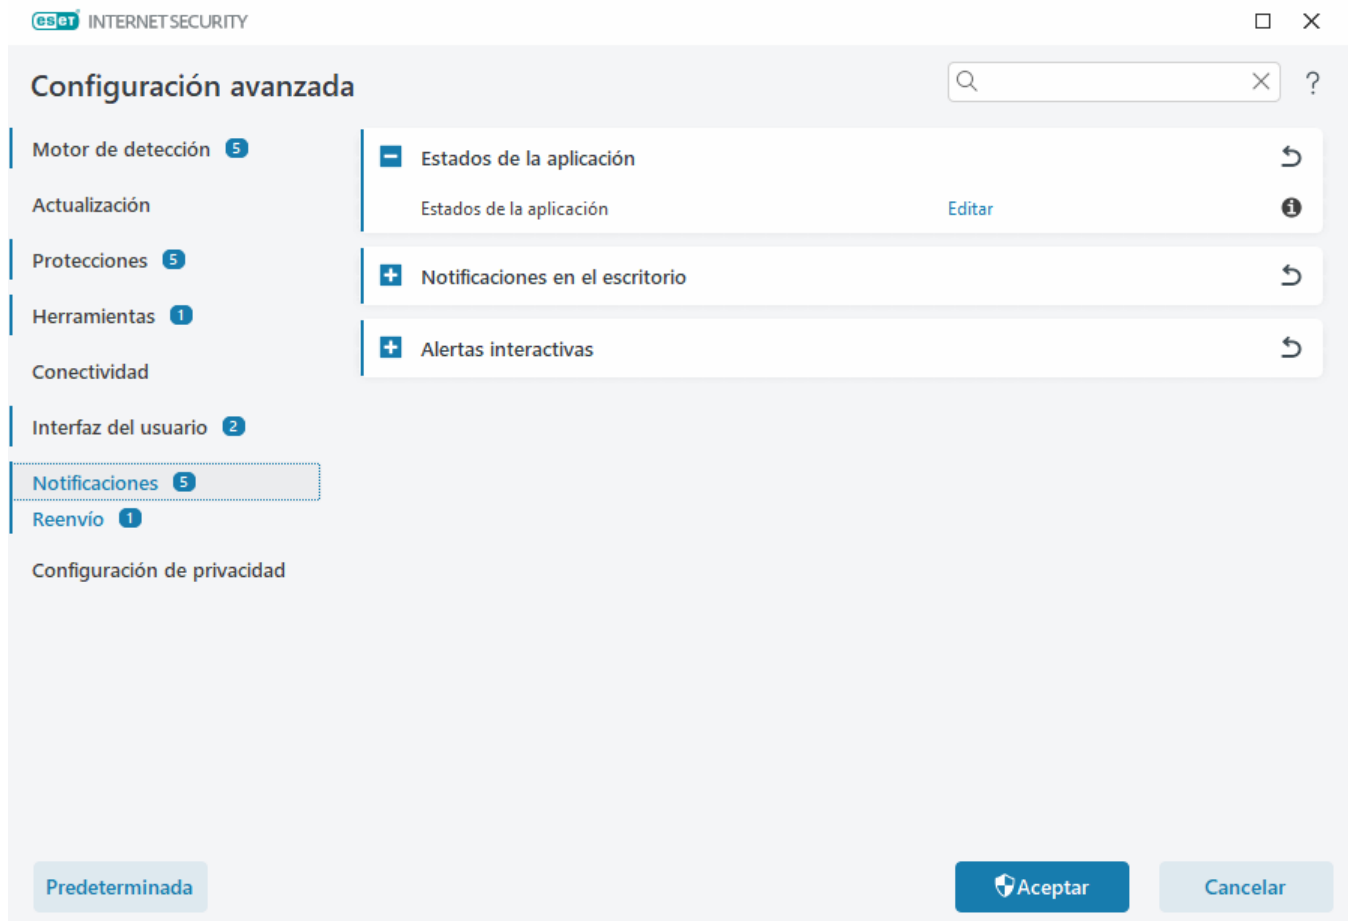 eset INTERNET SECURITY
Configuración avanzada
?
Motor de detección 5
Actualización
Protecciones 5
Herramientas 1
Conectividad
Interfaz del usuario 2
Notificaciones 5
Reenvío 1
Configuración de privacidad
Estados de la aplicación
Estados de la aplicación Editar
Notificaciones en el escritorio
Alertas interactivas
Predeterminada
Aceptar
Cancelar